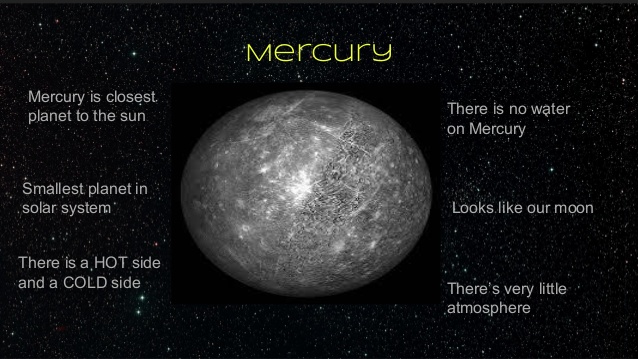 Mercury
Mercury is closest
planet to the sun
Smallest planet in
solar system
There is a HOT side
and a COLD side
There is no water
on Mercury
Looks like our moon
There's very little
atmosphere